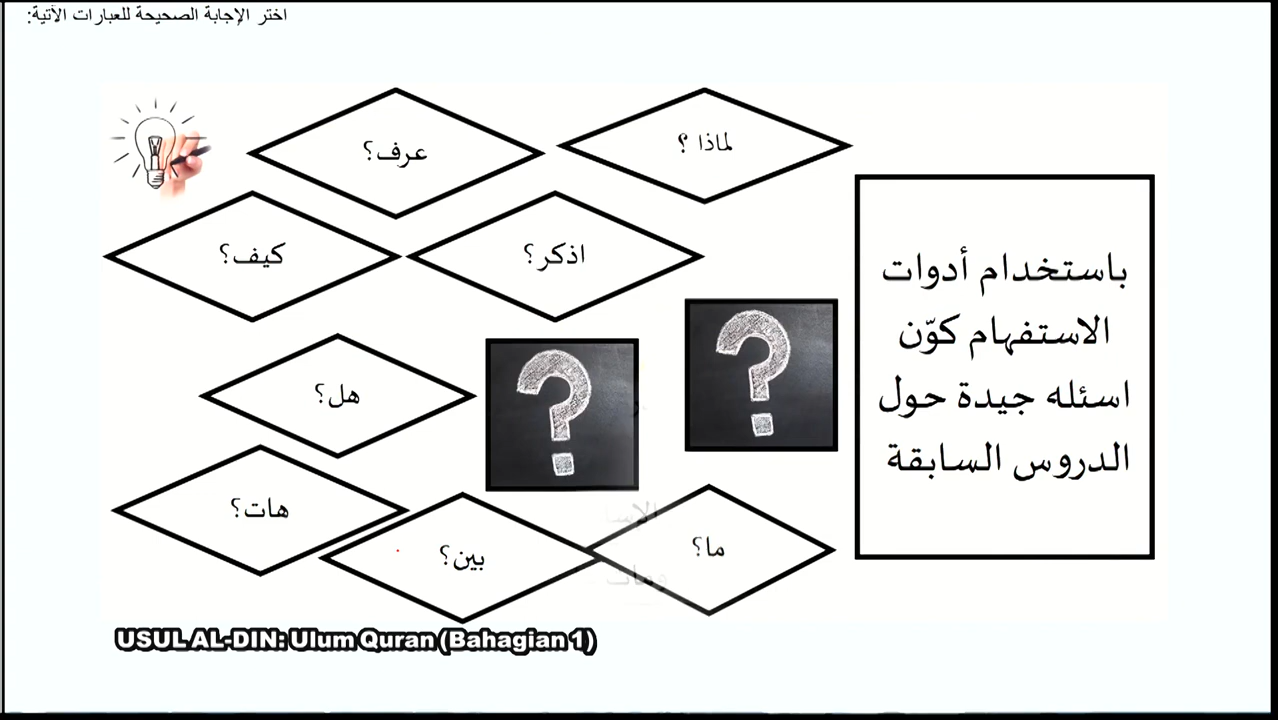 اختر الإجابة الصحيحة للعبارات الآتية:
لماذا ؟
عرف؟
اذكر؟
كيف؟
باستخدام أدوات
الاستفهام كوّن
اسئله جيدة حول
الدروس السابقة
هل؟
هات؟
ما؟
بين؟
USUL AL-DIN: Ulum Quran (Bahagian 1)